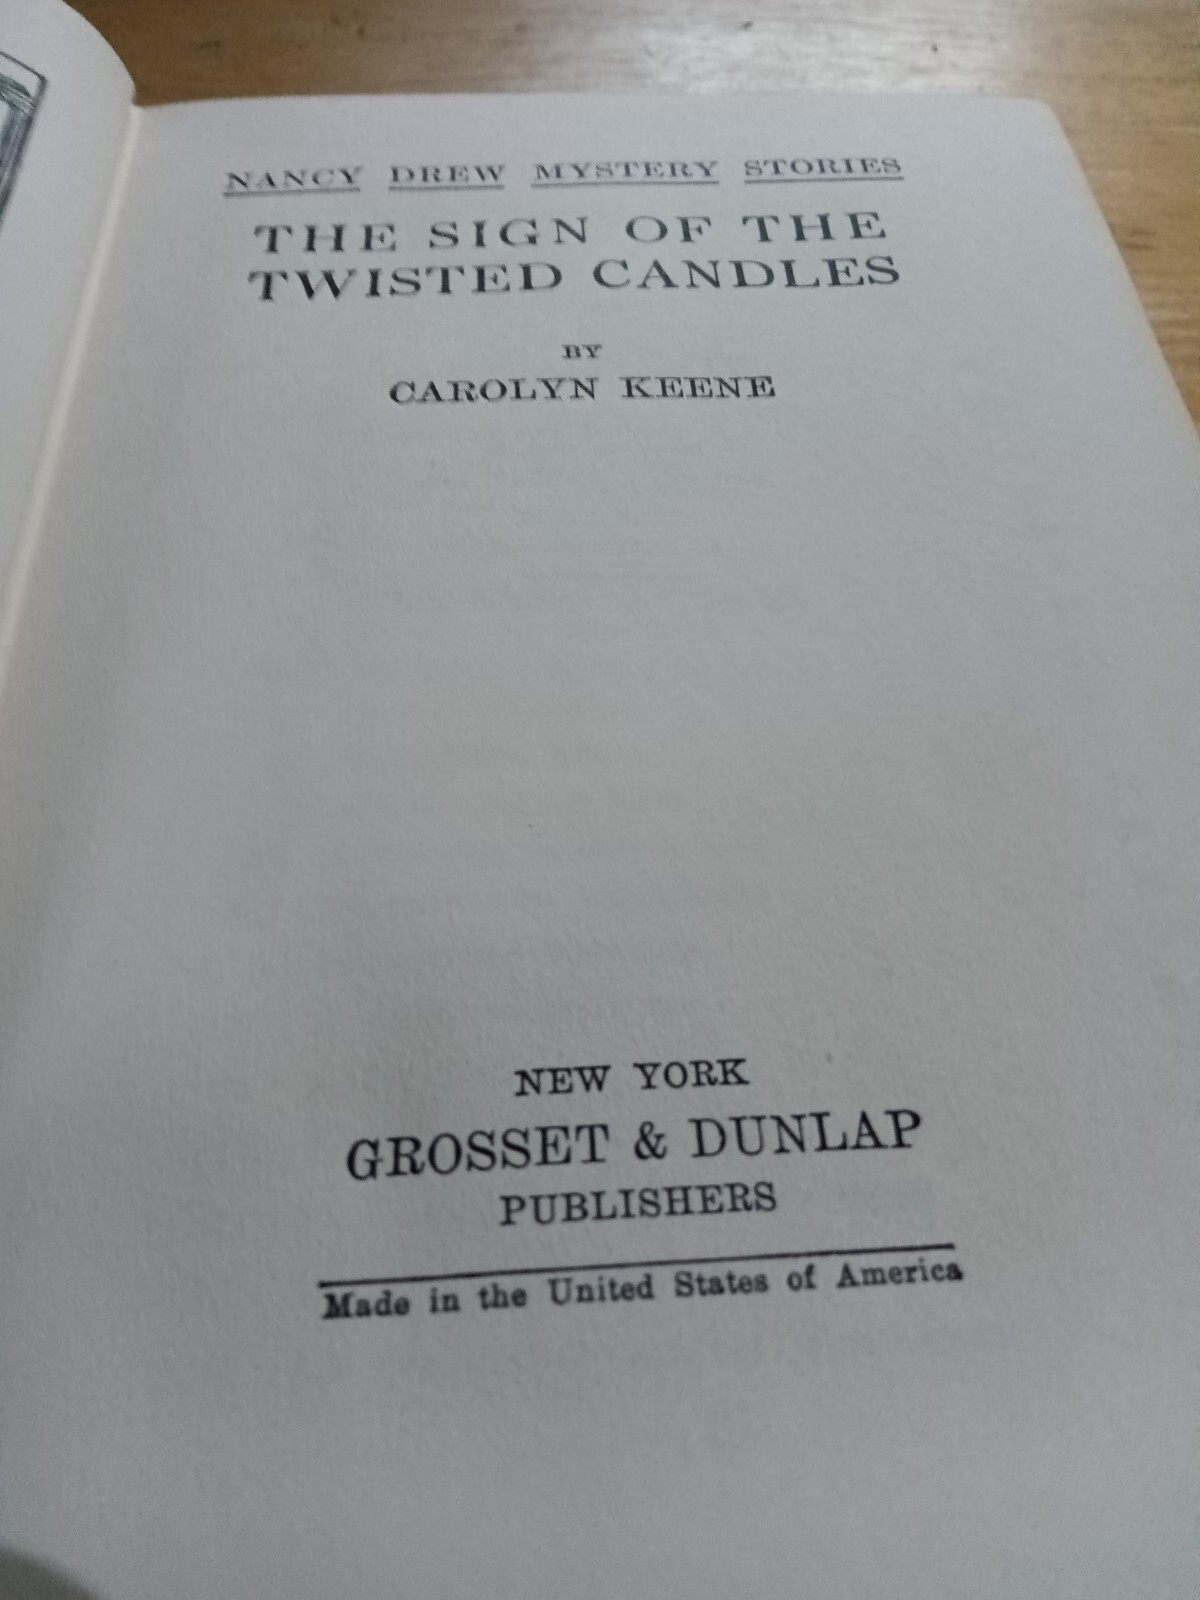 NANCY DREW MYSTERY STORIES
THE SIGN OF THE
TWISTED CANDLES
BY
CAROLYN KEENE
NEW YORK
GROSSET & DUNLAP
PUBLISHERS
Made in the United States of America